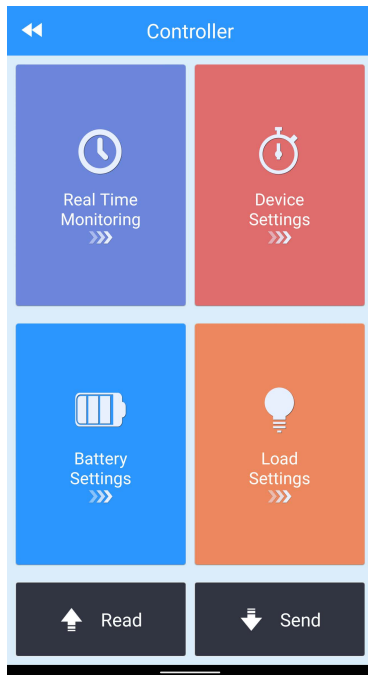 Controller
Real Time
Monitoring
Device
Settings
Battery
Settings
Load
Settings
Read
Send